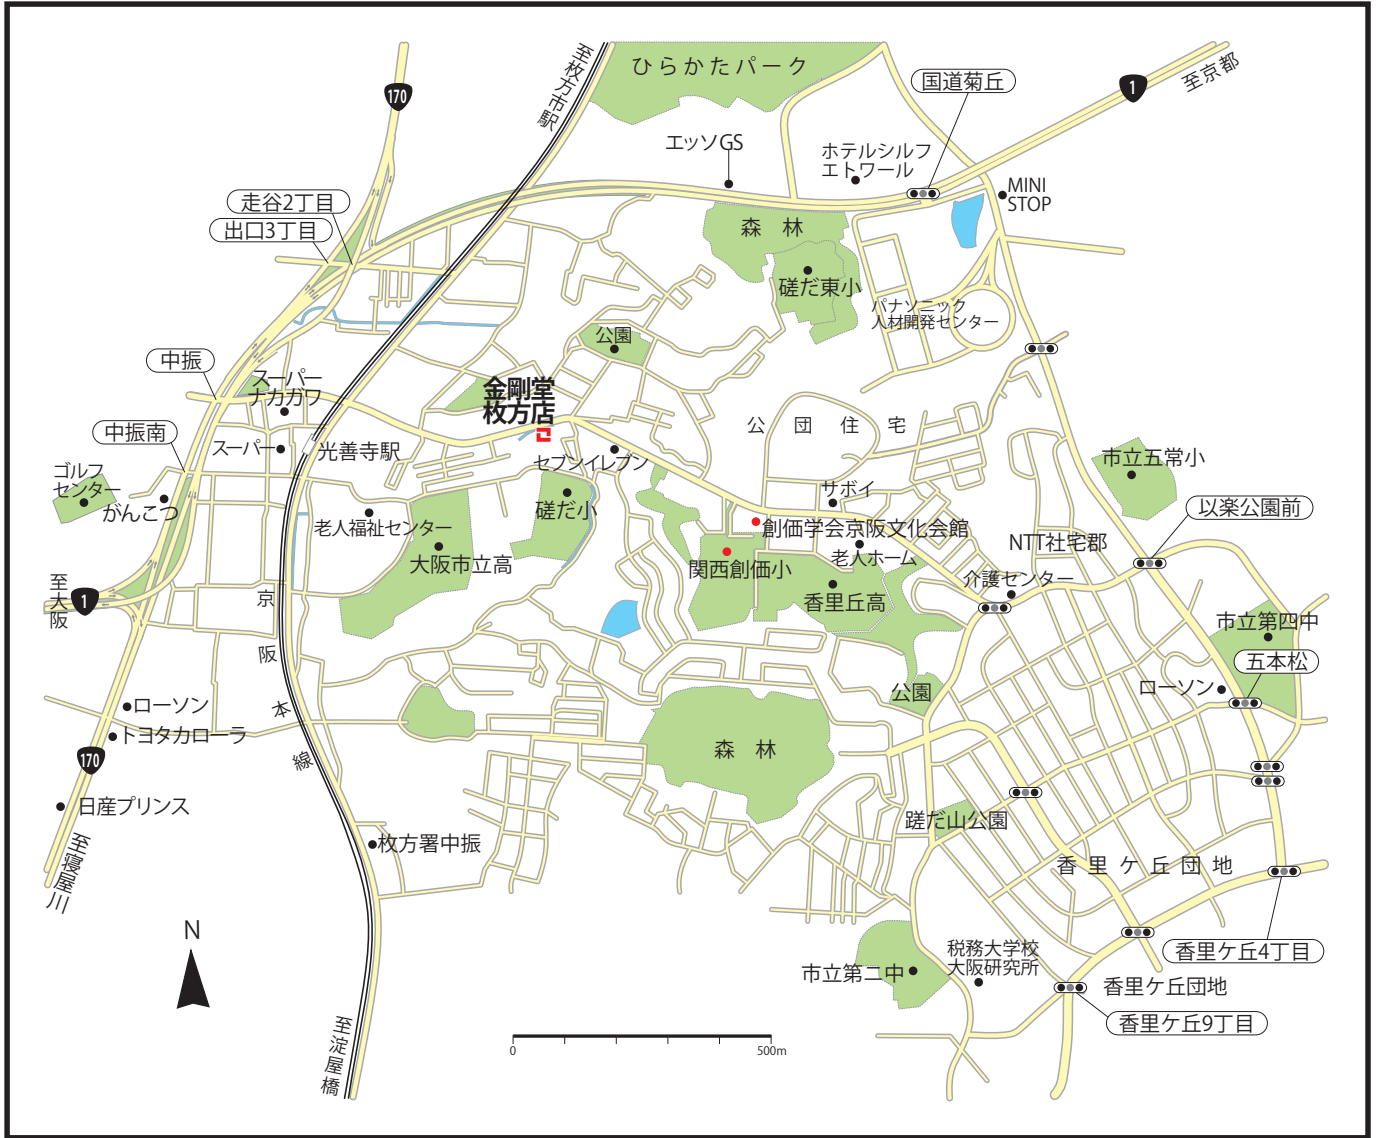 ひらかたパーク
至枚方市駅
170
国道菊丘
1
至京都
エッソGS
ホテルシルフ
エトワール
MINI
STOP
走谷2丁目
出口3丁目
森 林
磋だ東小
パナソニック
人材開発センター
公園
中振
スーパー
ナカガワ
金剛堂
枚方店
公 団 住 宅
中振南
スーパー
光善寺駅
セブンイレブン
市立五常小
ゴルフ
センター
がんこつ
サボイ
磋だ小
以楽公園前
老人福祉センター
創価学会京阪文化会館
NTT社宅郡
大阪市立高
関西創価小
老人ホーム
介護センター
至大阪
1
香里丘高
市立第四中
京阪本線
五本松
公園
ローソン
ローソン
トヨタカローラ
森 林
170
日産プリンス
蹉だ山公園
枚方署中振
香里ケ丘団地
至寝屋川
N
税務大学校
大阪研究所
香里ケ丘4丁目
市立第二中
香里ケ丘団地
香里ケ丘9丁目
至淀屋橋
0
500m